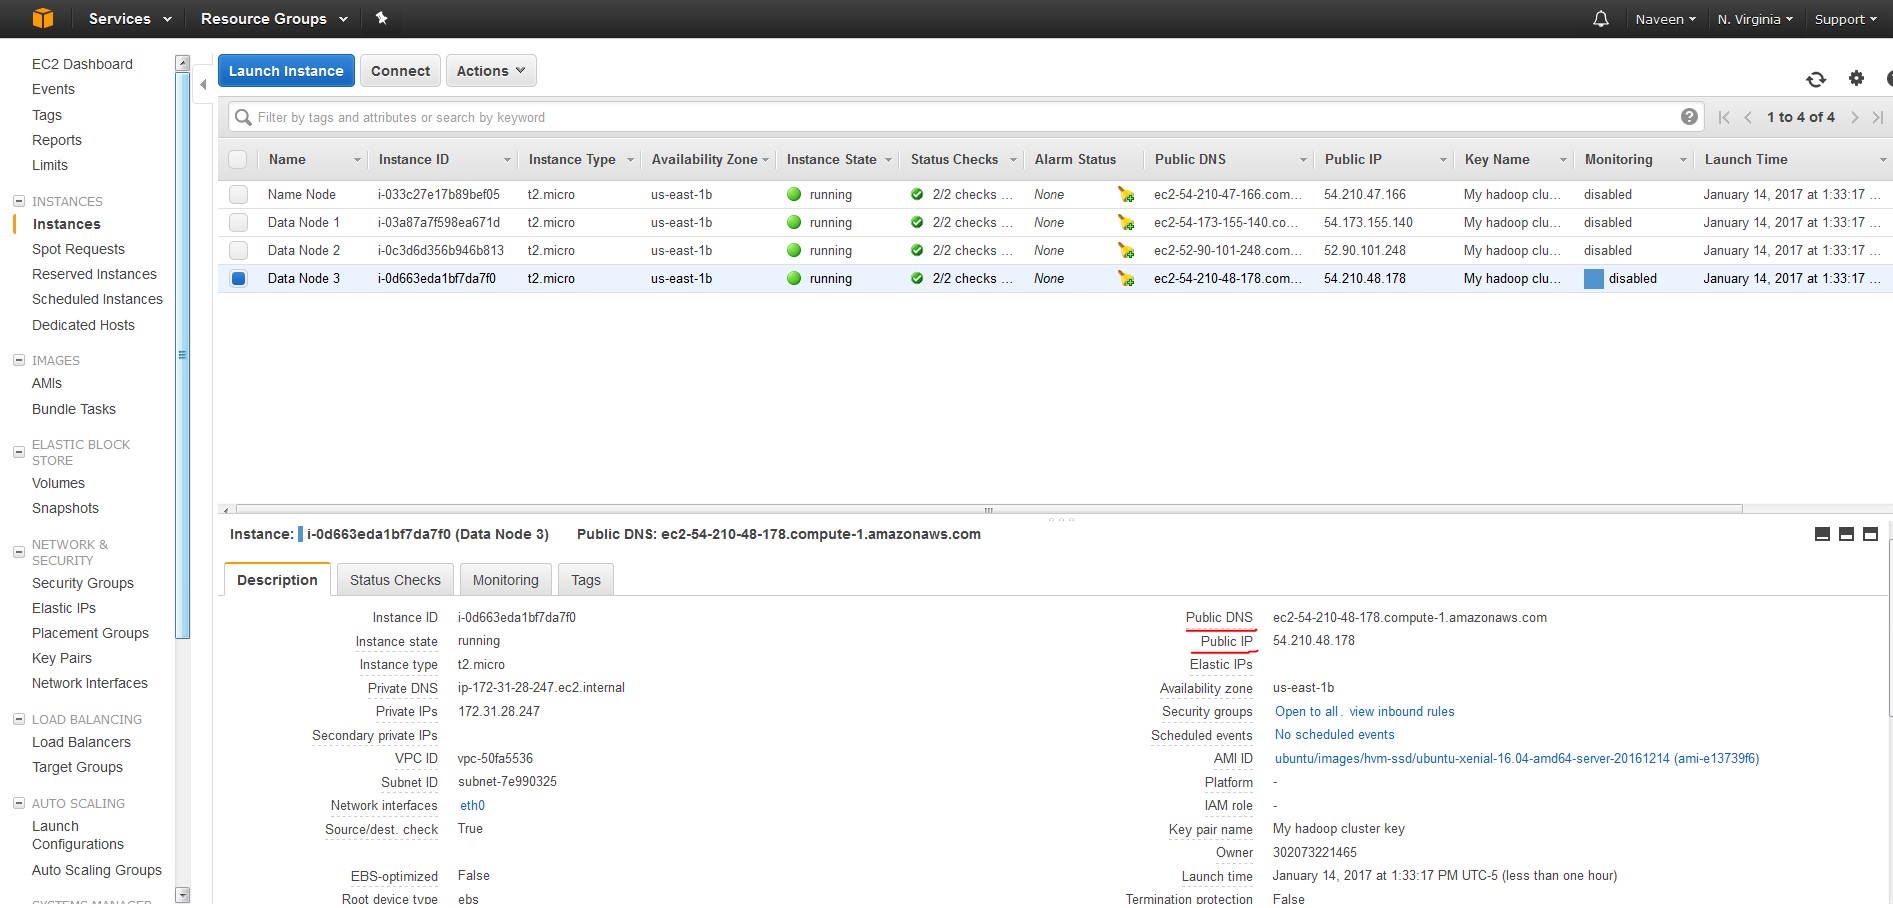 Services Resource Groups Naveen N. Virginia Support
EC2 Dashboard
Events
Tags
Reports
Limits
INSTANCES
Instances
Spot Requests
Reserved Instances
Scheduled Instances
Dedicated Hosts
IMAGES
AMIs
Bundle Tasks
ELASTIC BLOCK
STORE
Volumes
Snapshots
NETWORK &
SECURITY
Security Groups
Elastic IPs
Placement Groups
Key Pairs
Network Interfaces
LOAD BALANCING
Load Balancers
Target Groups
AUTO SCALING
Launch
Configurations
Auto Scaling Groups
SYSTEMS MANAGER
Launch Instance Connect Actions
Filter by tags and attributes or search by keyword 1 to 4 of 4
Name Instance ID Instance Type Availability Zone Instance State Status Checks Alarm Status Public DNS Public IP Key Name Monitoring Launch Time
Name Node i-033c27e17b89bef05 t2.micro us-east-1b running 2/2 checks ... None ec2-54-210-47-166.com... 54.210.47.166 My hadoop clu... disabled January 14, 2017 at 1:33:17 ...
Data Node 1 i-03a87a7f598ea671d t2.micro us-east-1b running 2/2 checks ... None ec2-54-173-155-140.co... 54.173.155.140 My hadoop clu... disabled January 14, 2017 at 1:33:17 ...
Data Node 2 i-0c3d6d356b946b813 t2.micro us-east-1b running 2/2 checks ... None ec2-52-90-101-248.com... 52.90.101.248 My hadoop clu... disabled January 14, 2017 at 1:33:17 ...
Data Node 3 i-0d663eda1bf7da7f0 t2.micro us-east-1b running 2/2 checks ... None ec2-54-210-48-178.com... 54.210.48.178 My hadoop clu... disabled January 14, 2017 at 1:33:17 ...
Instance: i-0d663eda1bf7da7f0 (Data Node 3) Public DNS: ec2-54-210-48-178.compute-1.amazonaws.com
Description Status Checks Monitoring Tags
Instance ID i-0d663eda1bf7da7f0
Instance state running
Instance type t2.micro
Private DNS ip-172-31-28-247.ec2.internal
Private IPs 172.31.28.247
Secondary private IPs
VPC ID vpc-50fa5536
Subnet ID subnet-7e990325
Network interfaces eth0
Source/dest. check True
EBS-optimized False
Root device type ebs
Public DNS ec2-54-210-48-178.compute-1.amazonaws.com
Public IP 54.210.48.178
Elastic IPs
Availability zone us-east-1b
Security groups Open to all. view inbound rules
Scheduled events No scheduled events
AMI ID ubuntu/images/hvm-ssd/ubuntu-xenial-16.04-amd64-server-20161214 (ami-e13739f6)
Platform -
IAM role -
Key pair name My hadoop cluster key
Owner 302073221465
Launch time January 14, 2017 at 1:33:17 PM UTC-5 (less than one hour)
Termination protection False